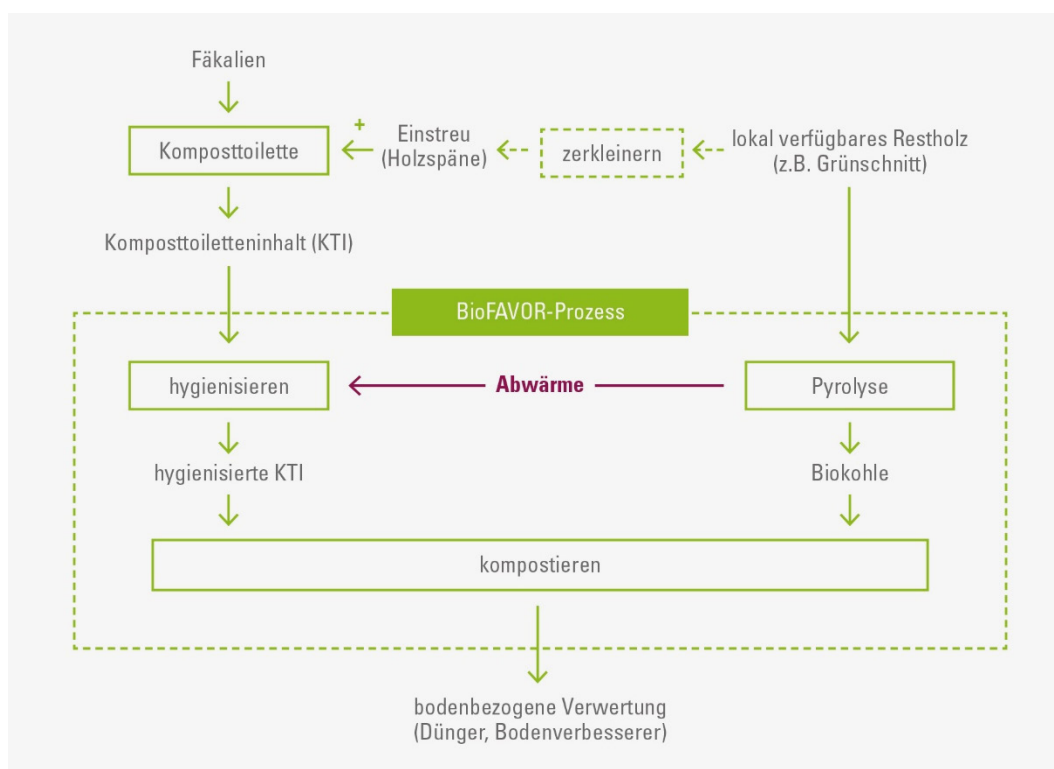 Fäkalien
Komposttoilette
+
Einstreu
(Holzspäne)
zerkleinern
lokal verfügbares Restholz
(z.B. Grünschnitt)
Komposttoiletteninhalt (KTI)
BioFAVOR-Prozess
hygienisieren
Abwärme
Pyrolyse
hygienisierte KTI
Biokohle
kompostieren
bodenbezogene Verwertung
(Dünger, Bodenverbesserer)